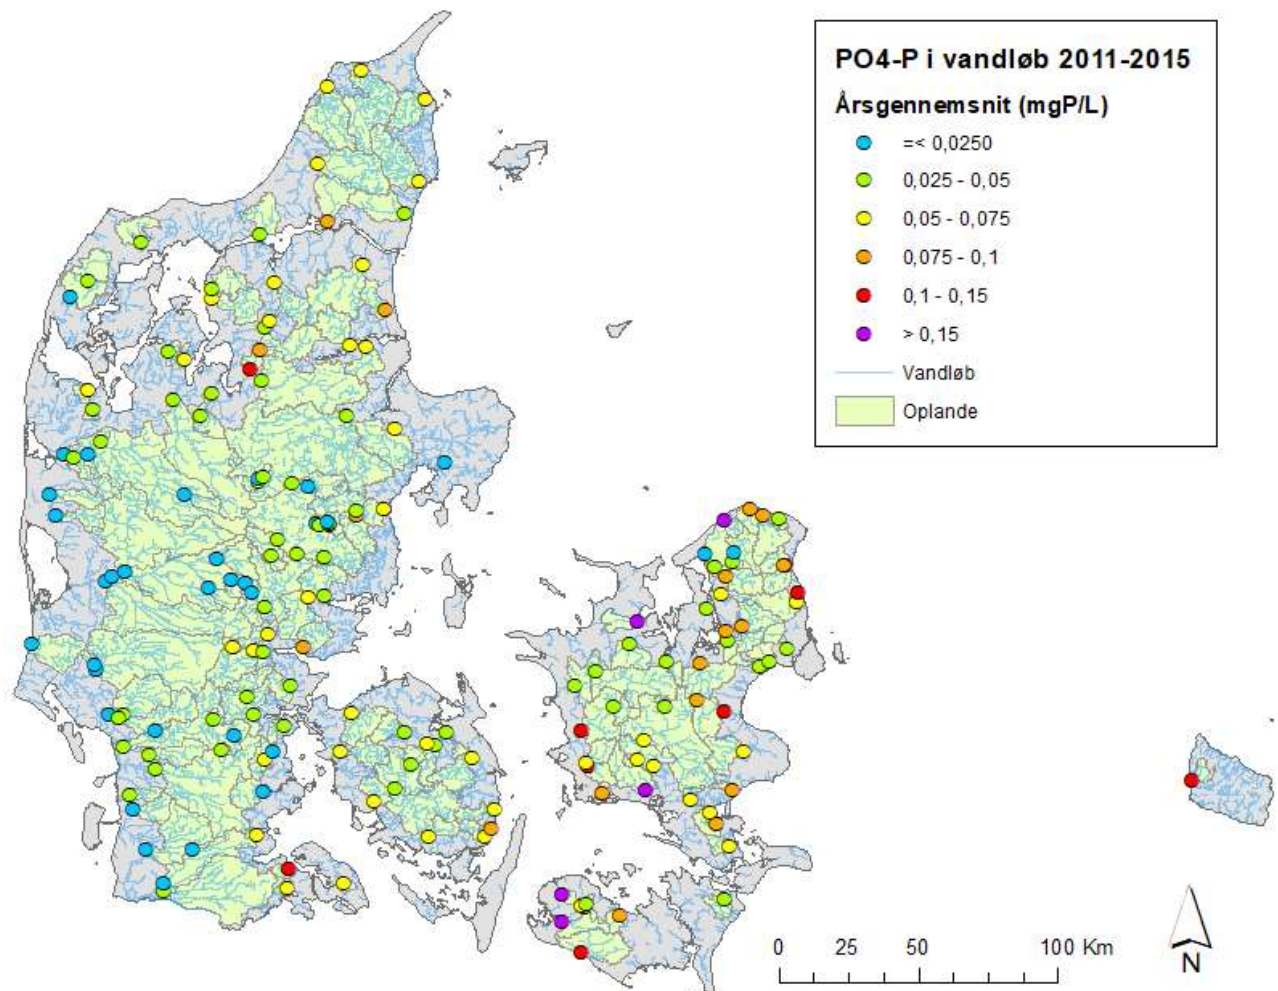 PO4-P i vandløb 2011-2015
Årsgennemsnit (mgP/L)
=< 0,0250
0,025 - 0,05
0,05 - 0,075
0,075 - 0,1
0,1 - 0,15
> 0,15
Vandløb
Oplande
0 25 50 100 Km
N